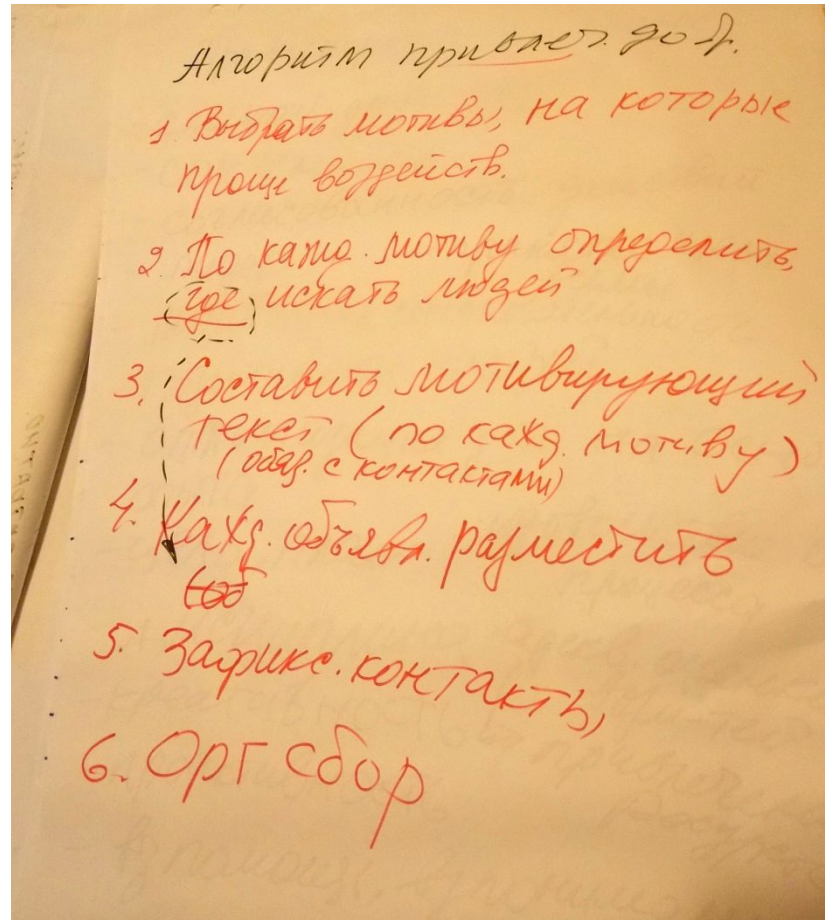 Алгоритм привлеч. до-в.
1. Выбрать мотивы, на которые
проще воздейств.
2. По кажд. мотиву определить,
где искать людей
3. Составить мотивирующий
текст (по кажд. мотиву)
(обяз. с контактами)
4. Кажд. объявл. разместить
5. Зафикс. контакты,
6. Орг сбор